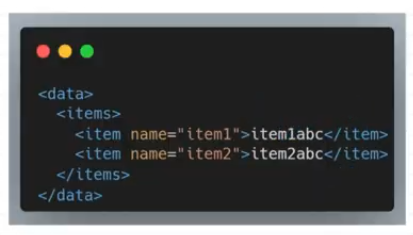 <data>
  <items>
    <item name="item1">item1abc</item>
    <item name="item2">item2abc</item>
  </items>
</data>